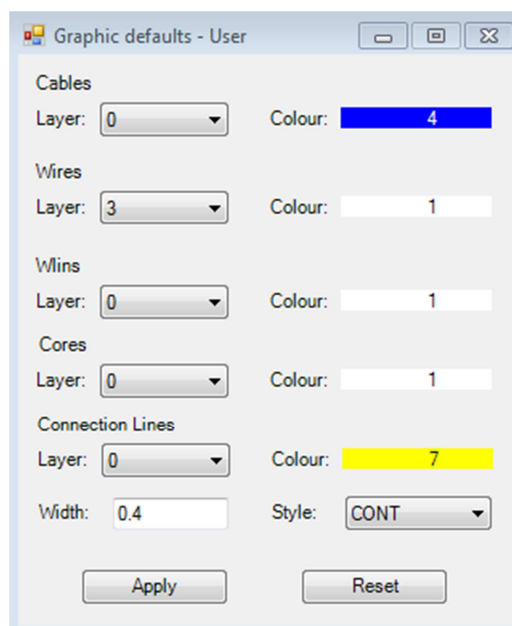 Graphic defaults - User
Cables
Layer: 0 Colour: 4
Wires
Layer: 3 Colour: 1
Wlins
Layer: 0 Colour: 1
Cores
Layer: 0 Colour: 1
Connection Lines
Layer: 0 Colour: 7
Width: 0.4 Style: CONT
Apply Reset